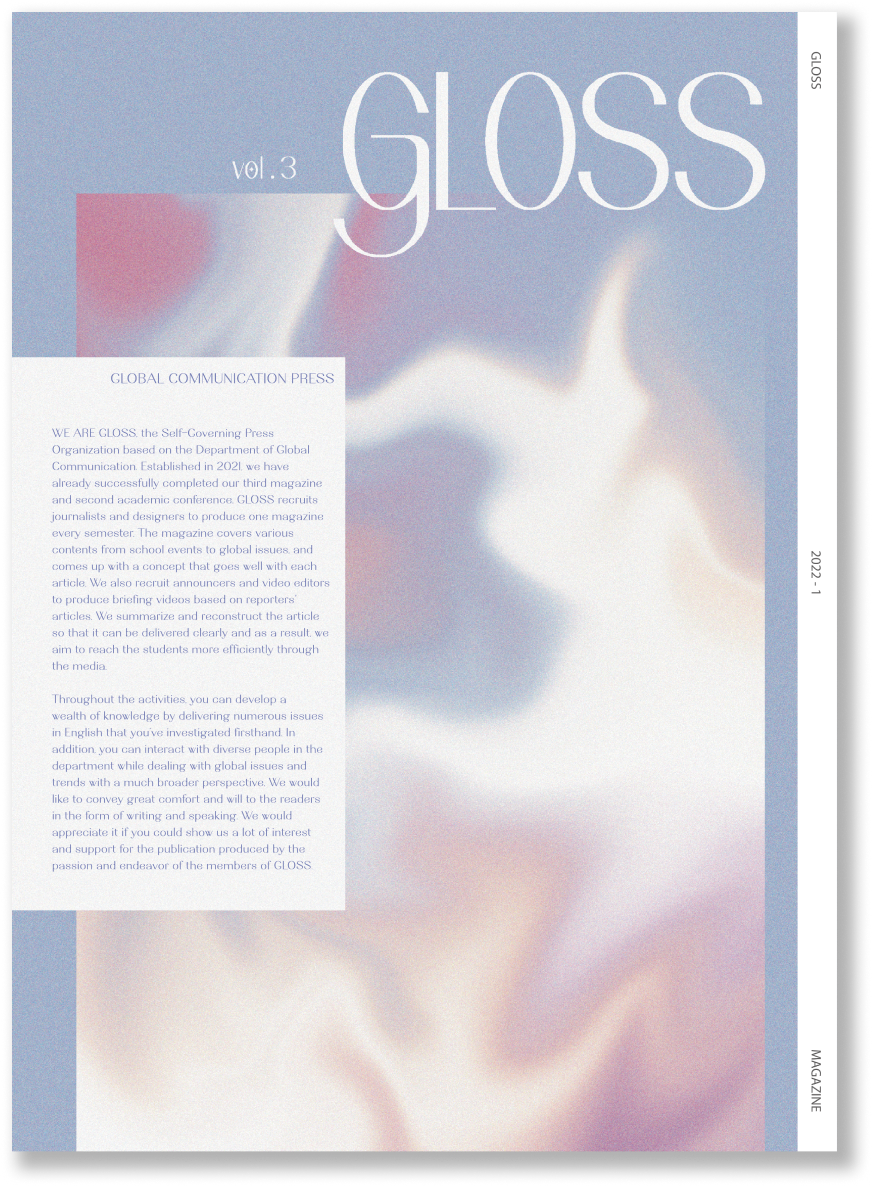 GLOSS
vol.3
GLOBAL COMMUNICATION PRESS
WE ARE GLOSS, the Self-Governing Press
Organization based on the Department of Global
Communication. Established in 2021, we have
already successfully completed our third magazine
and second academic conference. GLOSS recruits
journalists and designers to produce one magazine
every semester. The magazine covers various
contents from school events to global issues, and
comes up with a concept that goes well with each
article. We also recruit announcers and video editors
to produce briefing videos based on reporters'
articles. We summarize and reconstruct the article
so that it can be delivered clearly and as a result, we
aim to reach the students more efficiently through
the media.
Throughout the activities, you can develop a
wealth of knowledge by delivering numerous issues
in English that you've investigated firsthand. In
addition, you can interact with diverse people in the
department while dealing with global issues and
trends with a much broader perspective. We would
like to convey great comfort and will to the readers
in the form of writing and speaking. We would
appreciate it if you could show us a lot of interest
and support for the publication produced by the
passion and endeavor of the members of GLOSS.
GLOSS
2022 - 1
MAGAZINE